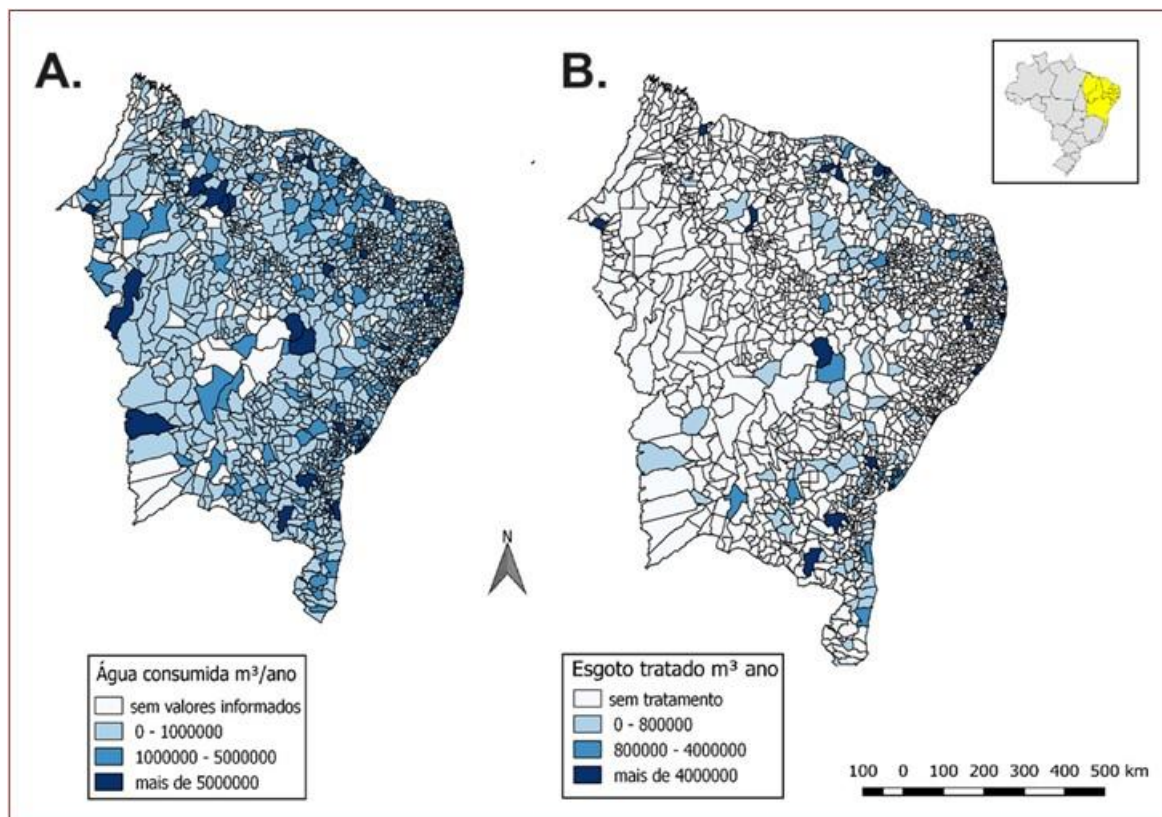 A.
B.
N
Água consumida m³/ano
sem valores informados
0 - 1000000
1000000 - 5000000
mais de 5000000
Esgoto tratado m³ ano
sem tratamento
0 - 800000
800000 - 4000000
mais de 4000000
100 0 100 200 300 400 500 km